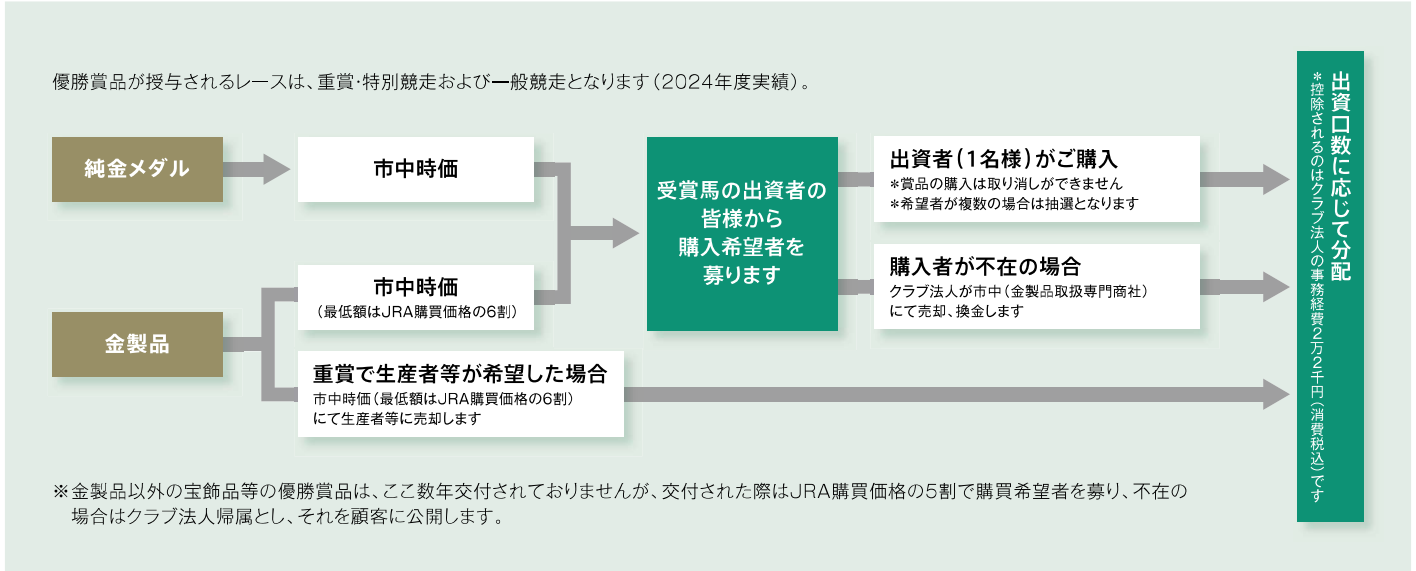 優勝賞品が授与されるレースは、重賞・特別競走および一般競走となります（2024年度実績）。
純金メダル
市中時価
金製品
市中時価
（最低額はJRA購買価格の6割）
重賞で生産者等が希望した場合
市中時価（最低額はJRA購買価格の6割）
にて生産者等に売却します
受賞馬の出資者の
皆様から
購入希望者を
募ります
出資者（1名様）がご購入
＊賞品の購入は取り消しができません
＊希望者が複数の場合は抽選となります
購入者が不在の場合
クラブ法人が市中（金製品取扱専門商社）
にて売却、換金します
出資口数に応じて分配
＊控除されるのはクラブ法人の事務経費2万2千円（消費税込）です
※金製品以外の宝飾品等の優勝賞品は、ここ数年交付されておりませんが、交付された際はJRA購買価格の5割で購買希望者を募り、不在の
場合はクラブ法人帰属とし、それを顧客に公開します。